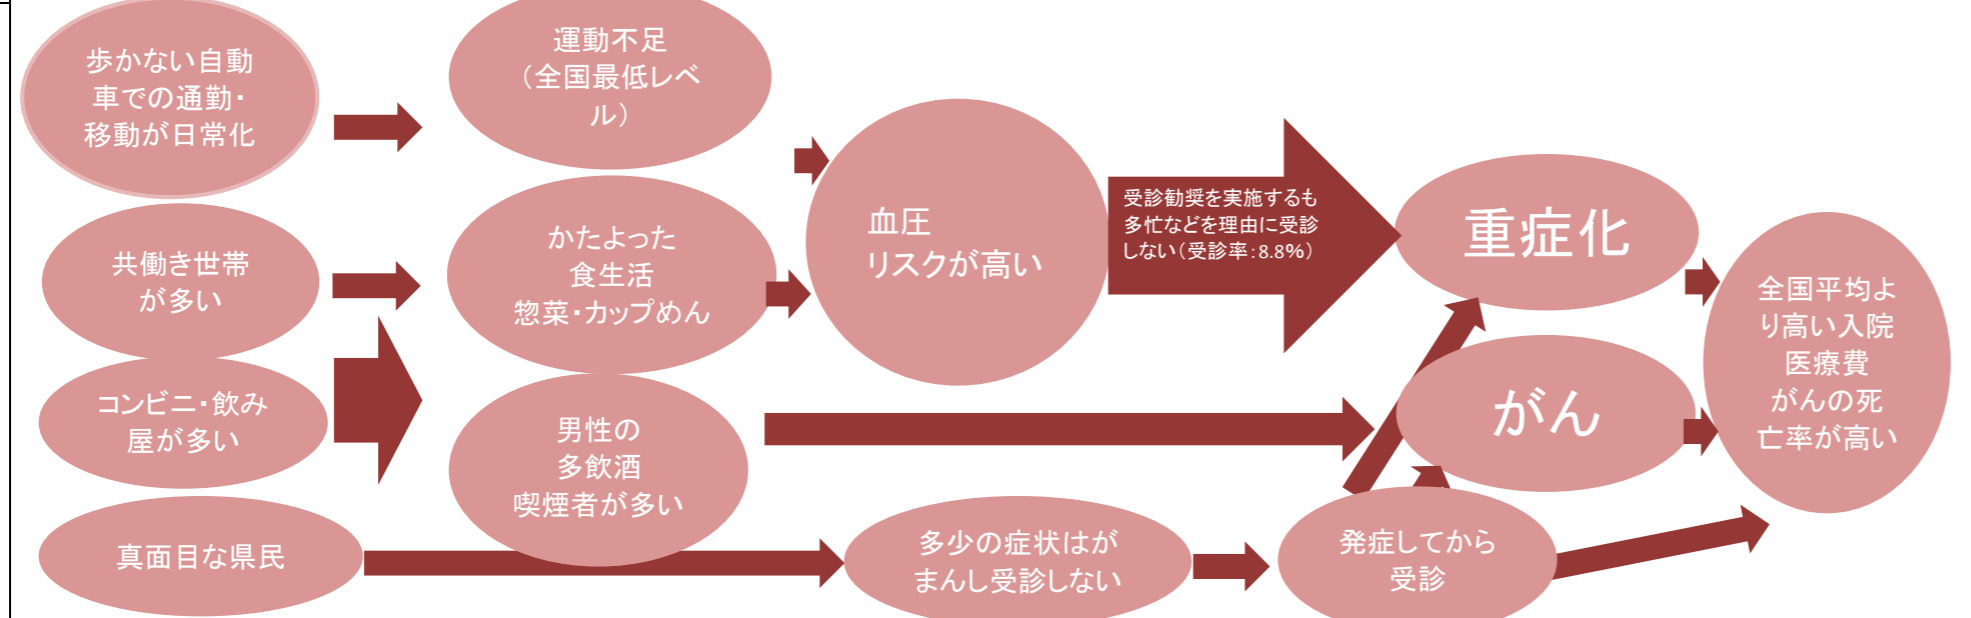 歩かない自動
車での通勤・
移動が日常化
運動不足
（全国最低レベ
ル）
共働き世帯
が多い
かたよった
食生活
惣菜・カップめん
血圧
リスクが高い
受診勧奨を実施するも
多忙などを理由に受診
しない（受診率：8.8%）
重症化
全国平均よ
り高い入院
医療費
がんの死
亡率が高い
コンビニ・飲み
屋が多い
男性の
多飲酒
喫煙者が多い
がん
真面目な県民
多少の症状はが
まんし受診しない
発症してから
受診